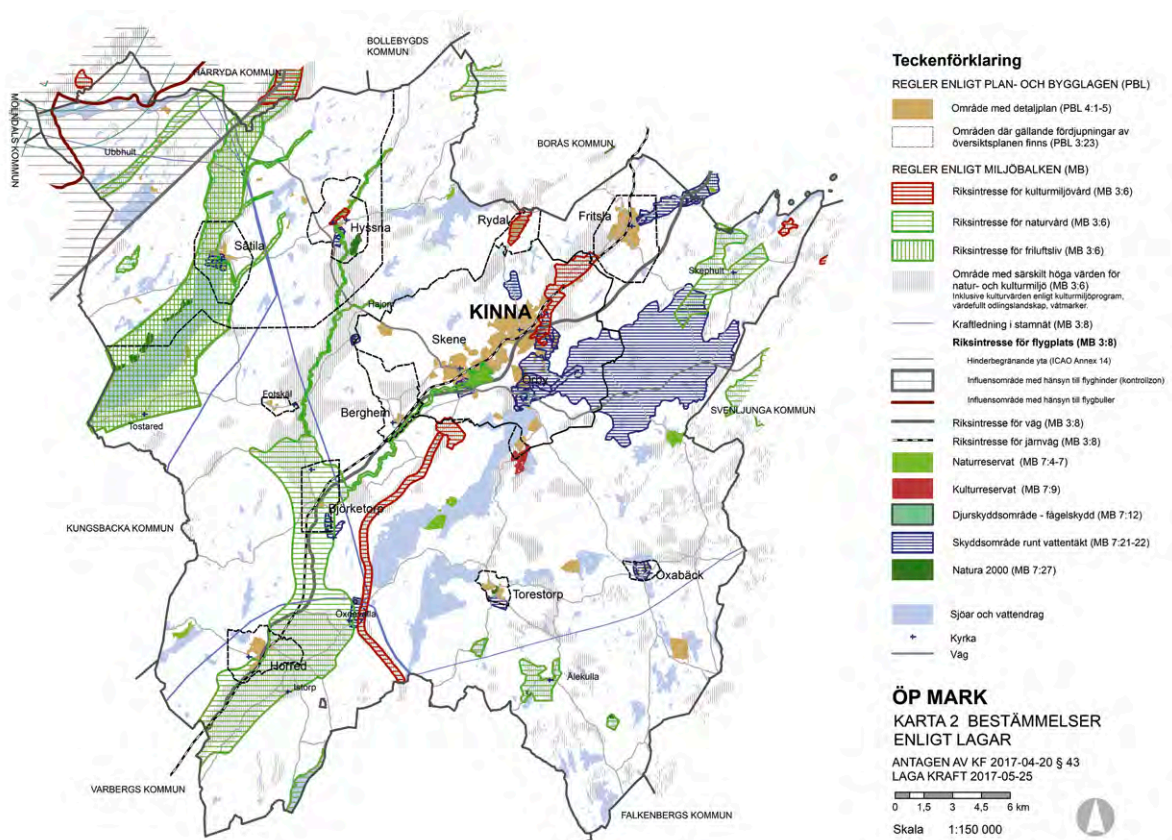 BOLLEBYGDS
KOMMUN
HÄRRYDA KOMMUN
MÖLNDALS KOMMUN
Ubbhult
BORÅS KOMMUN
Rydal
Fritsla
Hyssna
Sätila
Skephult
Hajom
KINNA
Skene
Örby
Fotskäl
Berghem
SVENLJUNGA KOMMUN
Tostared
Björketorp
KUNGSBACKA KOMMUN
Öxabäck
Torestorp
Öxnevalla
Horred
Istorp
Älekulla
VARBERGS KOMMUN
FALKENBERGS KOMMUN
Teckenförklaring
REGLER ENLIGT PLAN- OCH BYGGLAGEN (PBL)
Område med detaljplan (PBL 4:1-5)
Områden där gällande fördjupningar av
översiktsplanen finns (PBL 3:23)
REGLER ENLIGT MILJÖBALKEN (MB)
Riksintresse för kulturmiljövård (MB 3:6)
Riksintresse för naturvård (MB 3:6)
Riksintresse för friluftsliv (MB 3:6)
Område med särskilt höga värden för
natur- och kulturmiljö (MB 3:6)
Inklusive kulturvärden enligt kulturmiljöprogram,
värdefullt odlingslandskap, våtmarker.
Kraftledning i stamnät (MB 3:8)
Riksintresse för flygplats (MB 3:8)
Hinderbegränande yta (ICAO Annex 14)
Influensområde med hänsyn till flyghinder (kontrollzon)
Influensområde med hänsyn till flygbuller
Riksintresse för väg (MB 3:8)
Riksintresse för järnväg (MB 3:8)
Naturreservat (MB 7:4-7)
Kulturreservat (MB 7:9)
Djurskyddsområde - fågelskydd (MB 7:12)
Skyddsområde runt vattentäkt (MB 7:21-22)
Natura 2000 (MB 7:27)
Sjöar och vattendrag
Kyrka
Väg
ÖP MARK
KARTA 2 BESTÄMMELSER
ENLIGT LAGAR
ANTAGEN AV KF 2017-04-20 § 43
LAGA KRAFT 2017-05-25
0 1,5 3 4,5 6 km
Skala 1:150 000